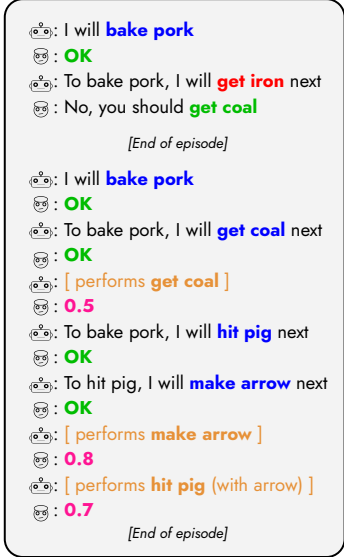 : I will bake pork
: OK
: To bake pork, I will get iron next
: No, you should get coal
[End of episode]
: I will bake pork
: OK
: To bake pork, I will get coal next
: OK
: [ performs get coal ]
: 0.5
: To bake pork, I will hit pig next
: OK
: To hit pig, I will make arrow next
: OK
: [ performs make arrow ]
: 0.8
: [ performs hit pig (with arrow) ]
: 0.7
[End of episode]